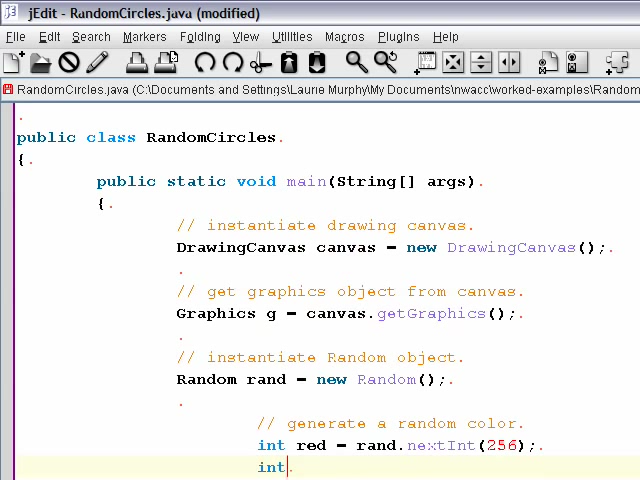 jEdit - RandomCircles.java (modified)
File Edit Search Markers Folding View Utilities Macros Plugins Help
RandomCircles.java (C:\Documents and Settings\Laurie Murphy\My Documents\nwacc\worked-examples\Random
.
public class RandomCircles.
{.
public static void main(String[] args).
{.
// instantiate drawing canvas.
DrawingCanvas canvas = new DrawingCanvas();.
.
// get graphics object from canvas.
Graphics g = canvas.getGraphics();.
.
// instantiate Random object.
Random rand = new Random();.
.
// generate a random color.
int red = rand.nextInt(256);.
int.